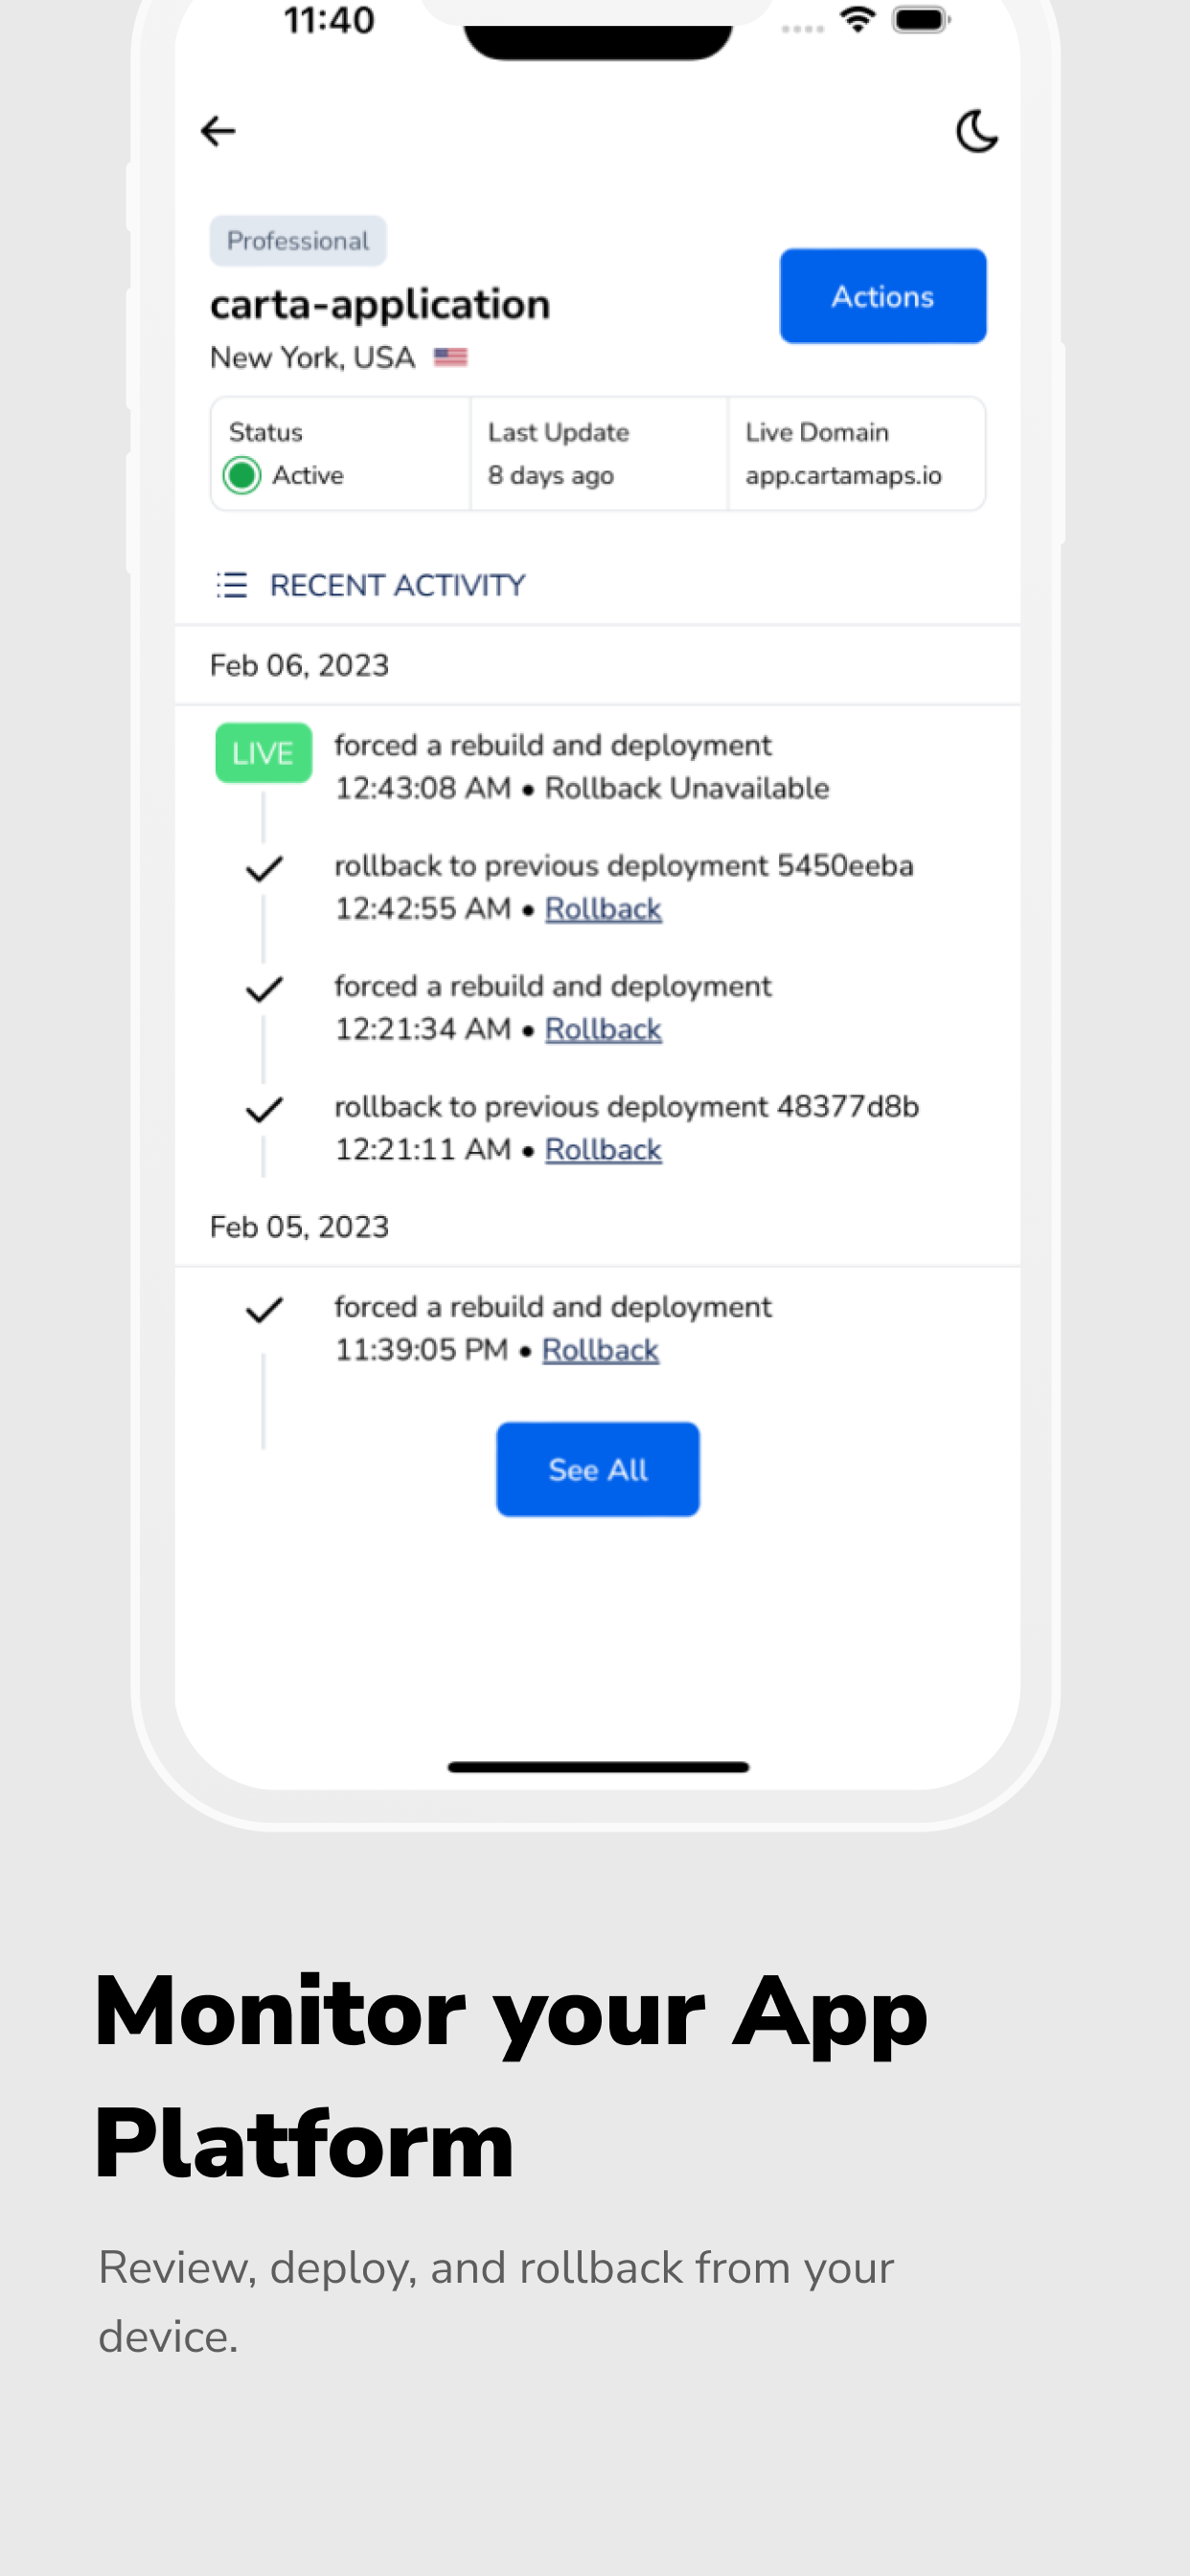 11:40
Professional
carta-application
Actions
New York, USA
Status
Last Update
Live Domain
Active
8 days ago
app.cartamaps.io
RECENT ACTIVITY
Feb 06, 2023
LIVE
forced a rebuild and deployment
12:43:08 AM • Rollback Unavailable
rollback to previous deployment 5450eeba
12:42:55 AM • Rollback
forced a rebuild and deployment
12:21:34 AM • Rollback
rollback to previous deployment 48377d8b
12:21:11 AM • Rollback
Feb 05, 2023
forced a rebuild and deployment
11:39:05 PM • Rollback
See All
Monitor your App
Platform
Review, deploy, and rollback from your
device.